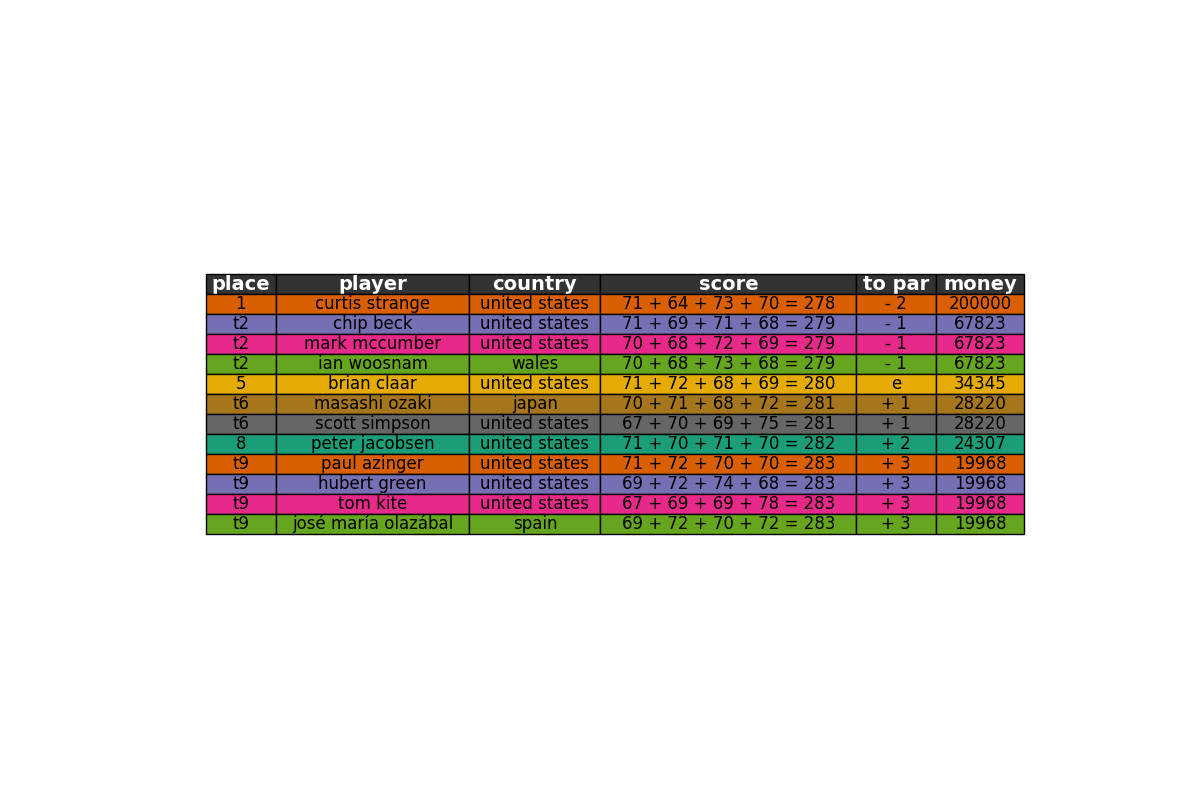 place player country score to par money
1 curtis strange united states 71 + 64 + 73 + 70 = 278 - 2 200000
t2 chip beck united states 71 + 69 + 71 + 68 = 279 - 1 67823
t2 mark mccumber united states 70 + 68 + 72 + 69 = 279 - 1 67823
t2 ian woosnam wales 70 + 68 + 73 + 68 = 279 - 1 67823
5 brian claar united states 71 + 72 + 68 + 69 = 280 e 34345
t6 masashi ozaki japan 70 + 71 + 68 + 72 = 281 + 1 28220
t6 scott simpson united states 67 + 70 + 69 + 75 = 281 + 1 28220
8 peter jacobsen united states 71 + 70 + 71 + 70 = 282 + 2 24307
t9 paul azinger united states 71 + 72 + 70 + 70 = 283 + 3 19968
t9 hubert green united states 69 + 72 + 74 + 68 = 283 + 3 19968
t9 tom kite united states 67 + 69 + 69 + 78 = 283 + 3 19968
t9 josé maría olazábal spain 69 + 72 + 70 + 72 = 283 + 3 19968